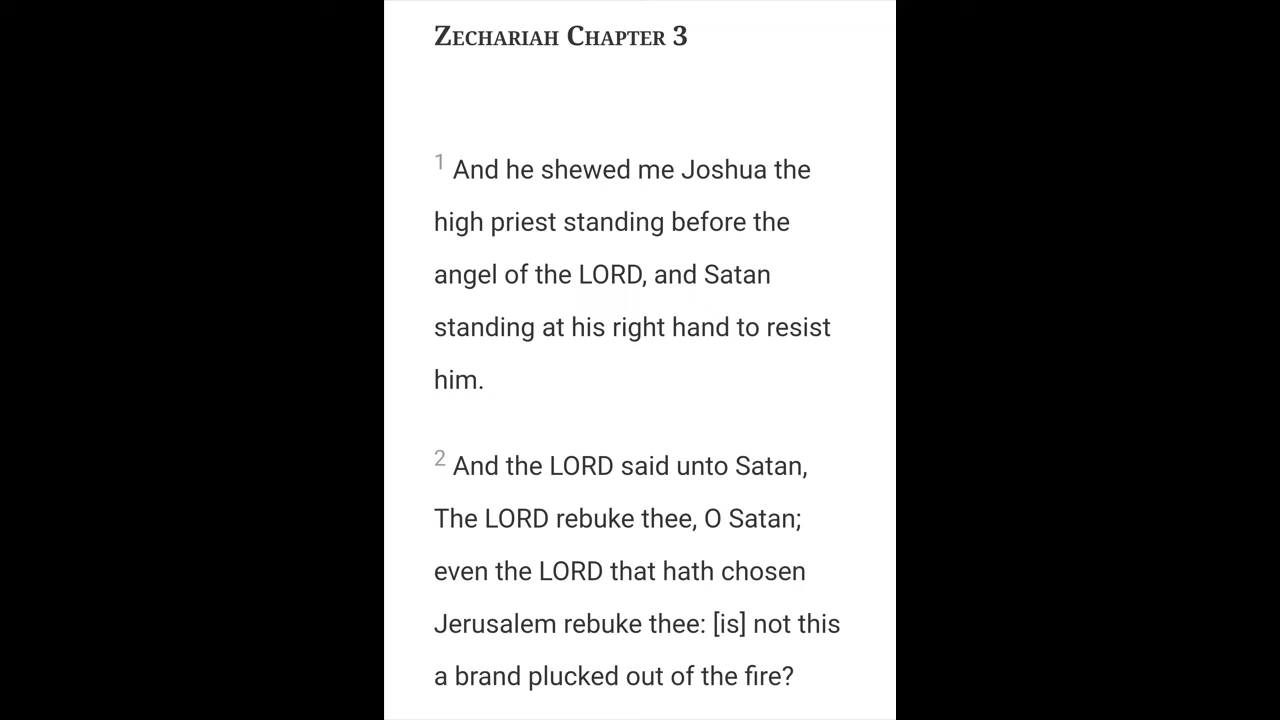 Zechariah Chapter 3
1 And he shewed me Joshua the
high priest standing before the
angel of the LORD, and Satan
standing at his right hand to resist
him.
2 And the LORD said unto Satan,
The LORD rebuke thee, O Satan;
even the LORD that hath chosen
Jerusalem rebuke thee: [is] not this
a brand plucked out of the fire?